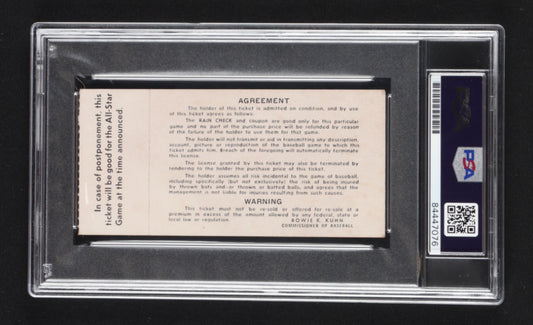 In case of postponement, this
ticket will be good for the All-Star
Game at the time announced.
AGREEMENT
The holder of this ticket is admitted on condition, and by use
of this ticket agrees as follows:
The RAIN CHECK and coupon are good only for this particular
game and no part of the purchase price will be refunded by reason
of the failure of the holder to use them for that game.
The holder will not transmit or aid in transmitting any description,
account, picture or reproduction of the baseball game to which this
ticket admits him. Breach of the foregoing will automatically terminate
this license.
The license granted by this ticket may also be terminated by
tendering to the holder the purchase price of this ticket.
The holder assumes all risk incidental to the game of baseball,
including specifically (but not exclusively) the risk of being injured
by thrown bats and or thrown or batted balls, and agrees that the
management is not liable for injuries resulting from such causes.
WARNING
This ticket must not be re-sold or offered for re-sale at a
premium in excess of the amount allowed by any federal, state or
local law or regulation.
BOWIE K. KUHN
COMMISSIONER OF BASEBALL
PSA
84447076